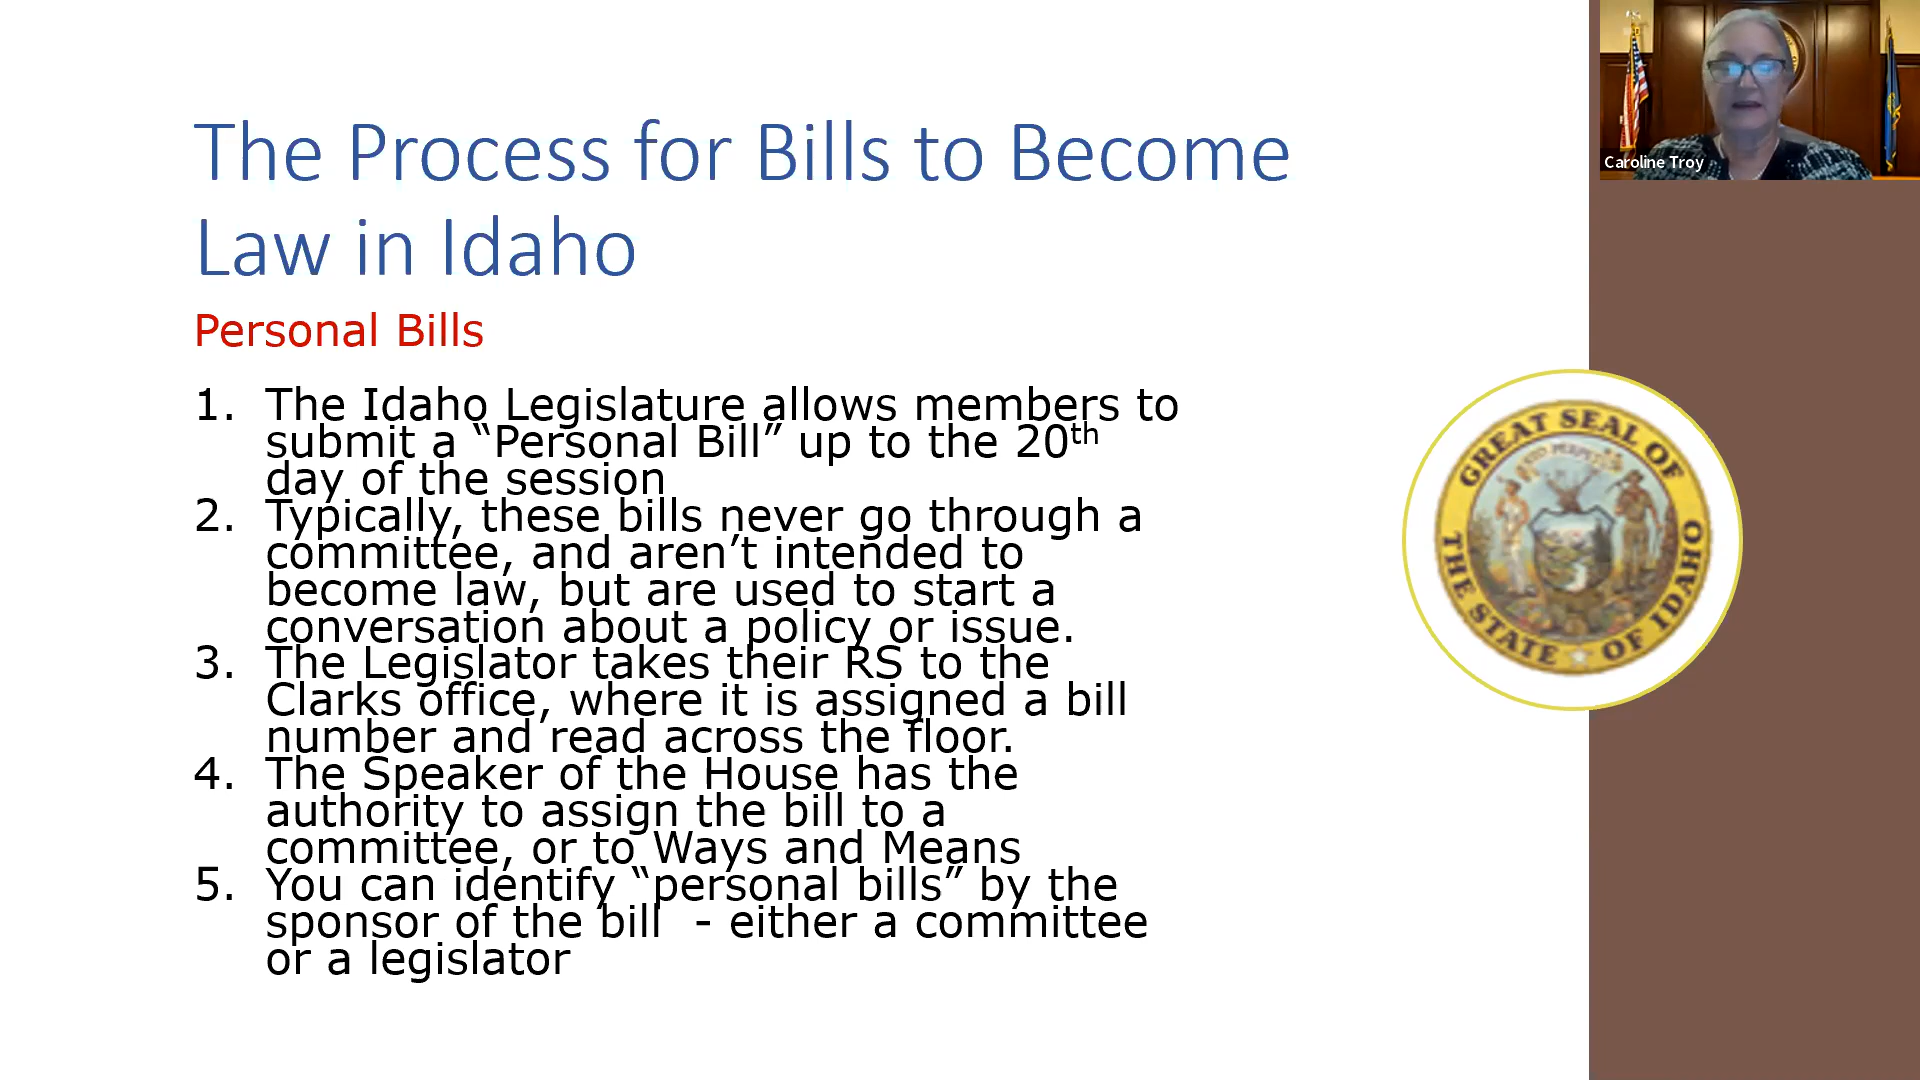 The Process for Bills to Become
Law in Idaho
Personal Bills
1. The Idaho Legislature allows members to
submit a “Personal Bill” up to the 20th
day of the session
2. Typically, these bills never go through a
committee, and aren’t intended to
become law, but are used to start a
conversation about a policy or issue.
3. The Legislator takes their RS to the
Clarks office, where it is assigned a bill
number and read across the floor.
4. The Speaker of the House has the
authority to assign the bill to a
committee, or to Ways and Means
5. You can identify “personal bills” by the
sponsor of the bill  - either a committee
or a legislator
Caroline Troy
GREAT SEAL OF
THE STATE OF IDAHO